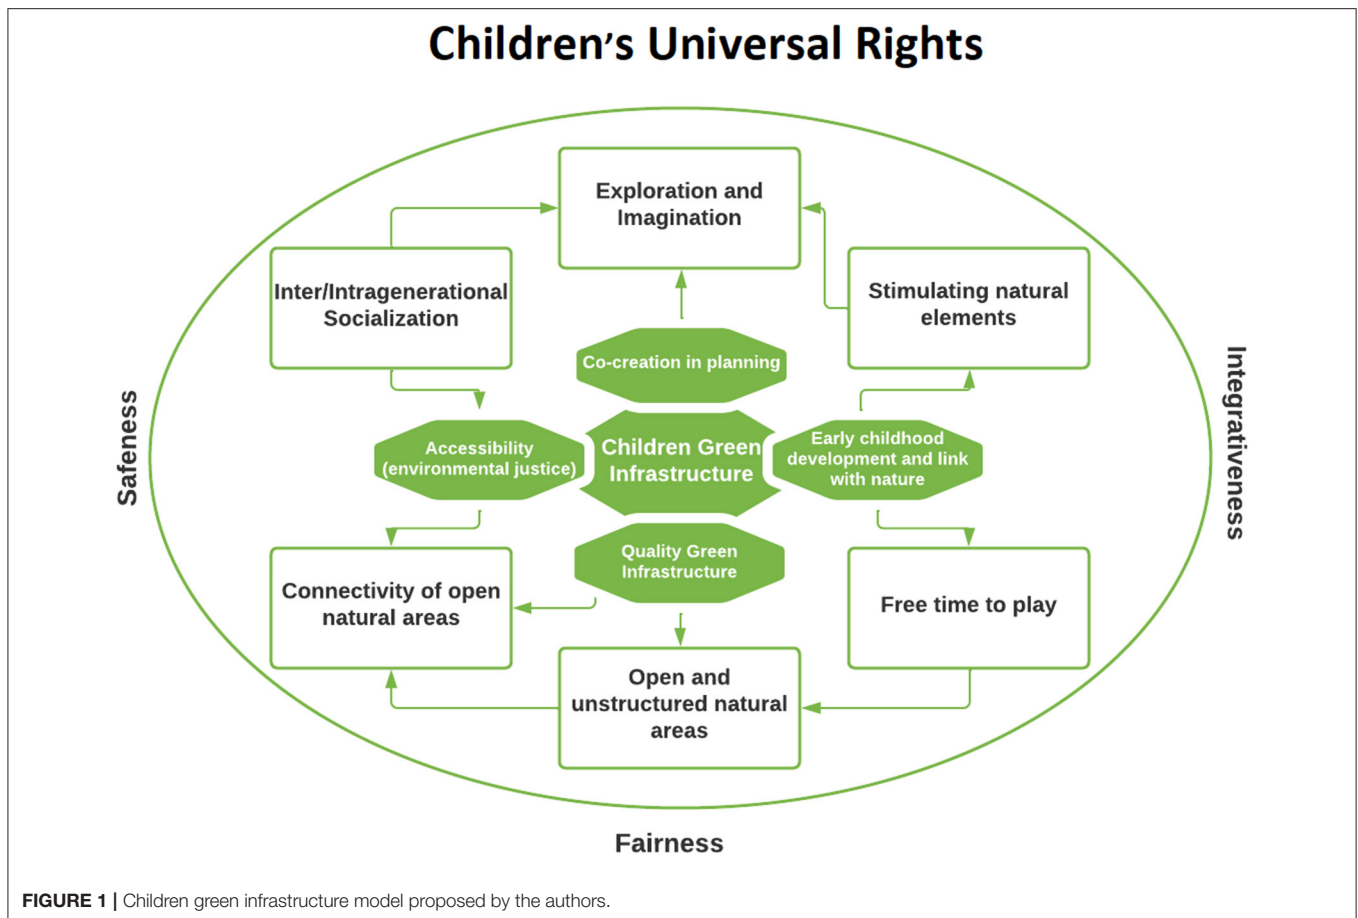 Children's Universal Rights
Exploration and
Imagination
Inter/Intragenerational
Socialization
Stimulating natural
elements
Co-creation in planning
Safeness
Integrativeness
Accessibility
(environmental justice)
Children Green
Infrastructure
Early childhood
development and link
with nature
Quality Green
Infrastructure
Connectivity of open
natural areas
Free time to play
Open and
unstructured natural
areas
Fairness
FIGURE 1 | Children green infrastructure model proposed by the authors.